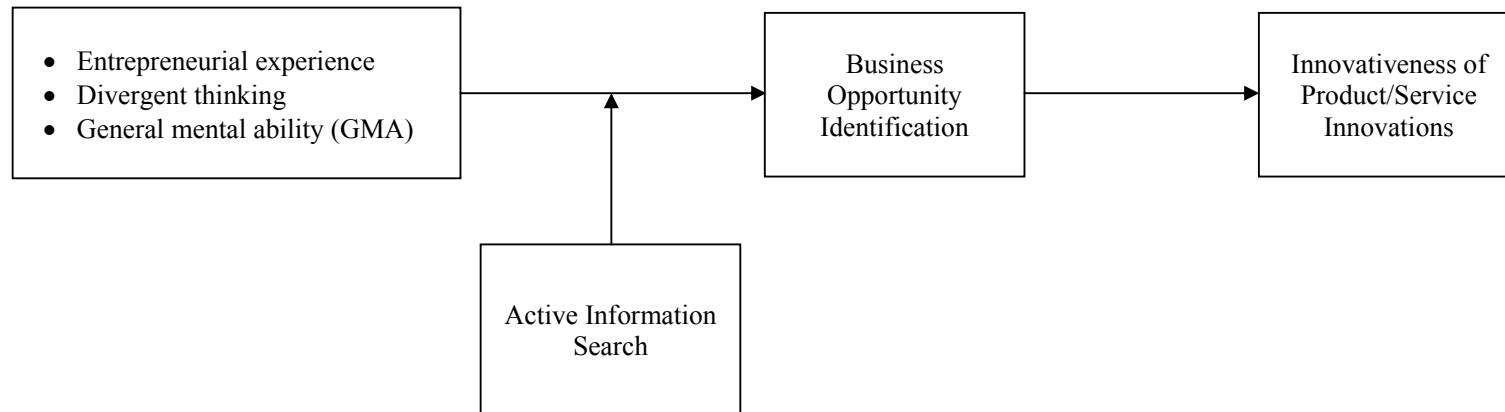 • Entrepreneurial experience
• Divergent thinking
• General mental ability (GMA)
Business
Opportunity
Identification
Innovativeness of
Product/Service
Innovations
Active Information
Search